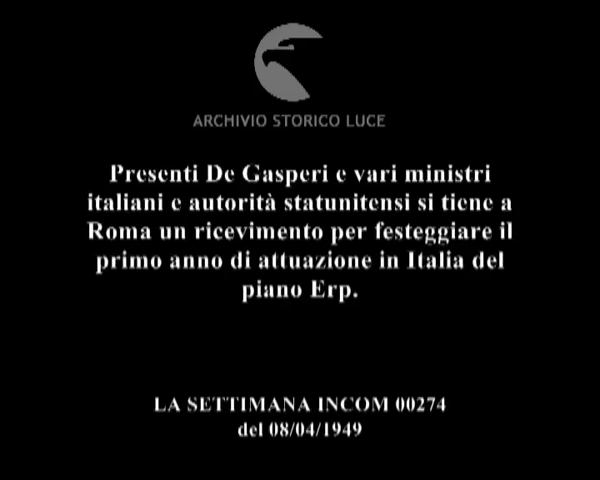 ARCHIVIO STORICO LUCE
Presenti De Gasperi e vari ministri
italiani e autorità statunitensi si tiene a
Roma un ricevimento per festeggiare il
primo anno di attuazione in Italia del
piano Erp.
LA SETTIMANA INCOM 00274
del 08/04/1949